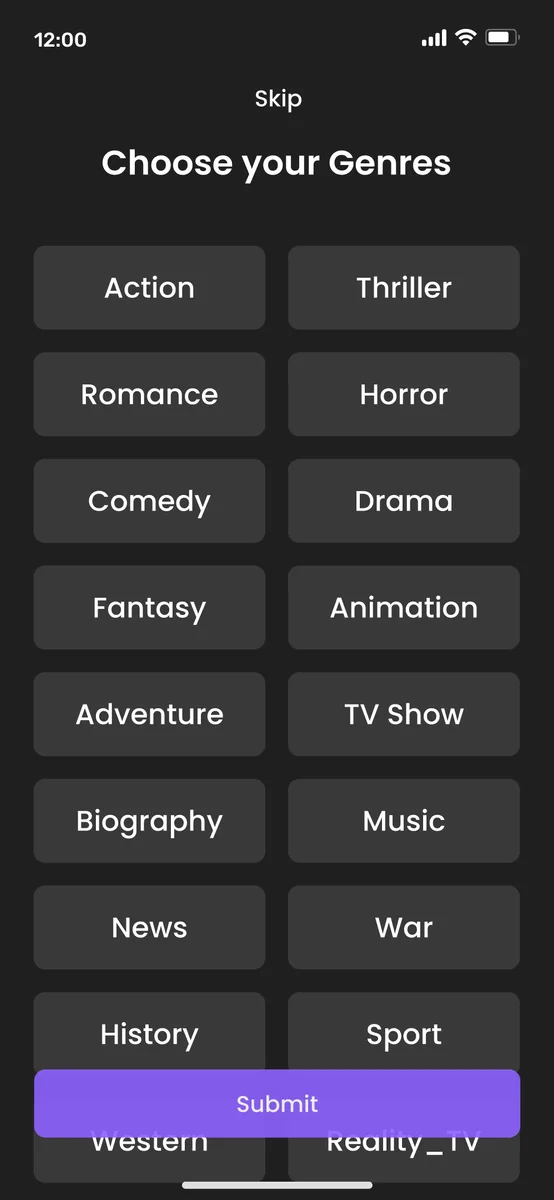 12:00
Skip
Choose your Genres
Action
Thriller
Romance
Horror
Comedy
Drama
Fantasy
Animation
Adventure
TV Show
Biography
Music
News
War
History
Sport
Submit
Western
Reality_TV